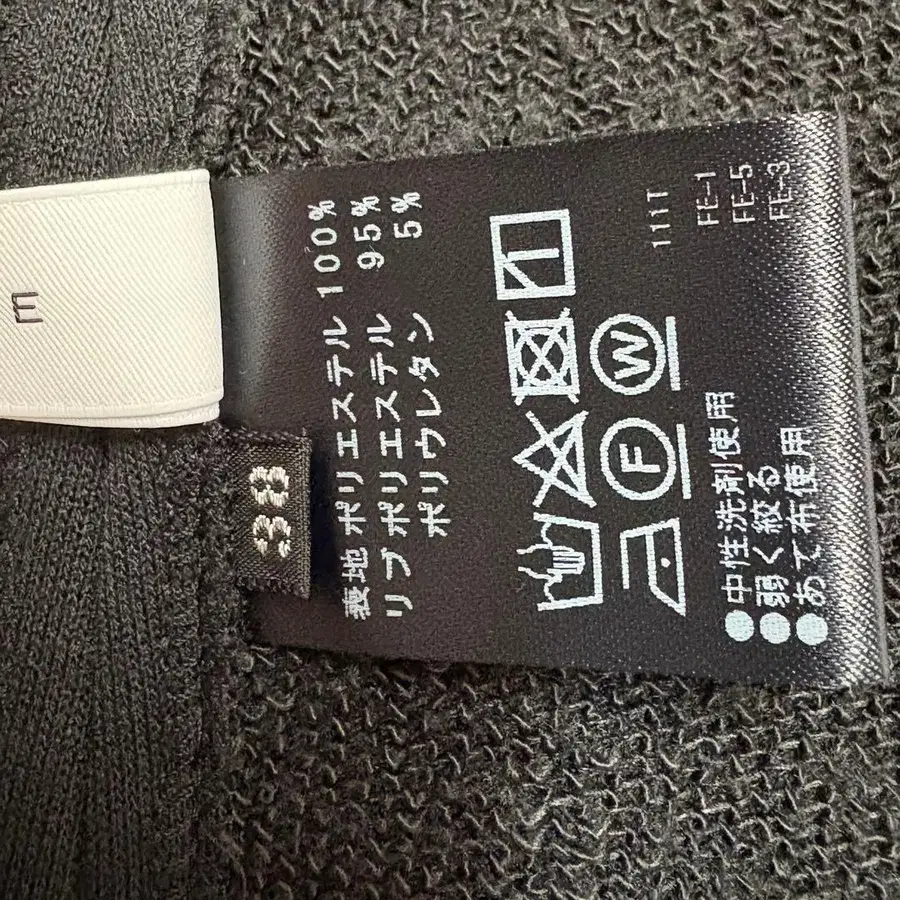 38
表地 ポリエステル 100%
リブ ポリエステル 95%
ポリウレタン 5%
W
F
●中性洗剤使用
●弱く絞る
●あて布使用
111T
FE-1
FE-5
FE-3